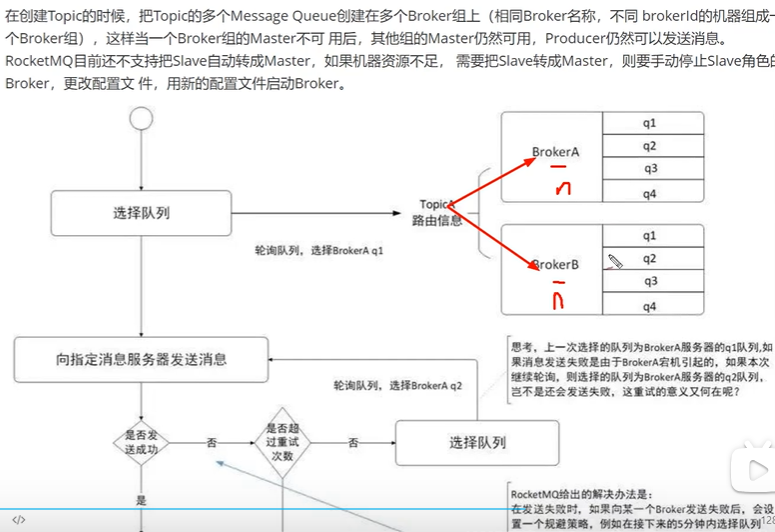 在创建Topic的时候，把Topic的多个Message Queue创建在多个Broker组上（相同Broker名称，不同 brokerId的机器组成一
个Broker组），这样当一个Broker组的Master不可 用后，其他组的Master仍然可用，Producer仍然可以发送消息。
RocketMQ目前还不支持把Slave自动转成Master，如果机器资源不足， 需要把Slave转成Master，则要手动停止Slave角色的
Broker，更改配置文 件，用新的配置文件启动Broker。
选择队列
轮询队列，选择BrokerA q1
TopicA
路由信息
BrokerA
n
q1
q2
q3
q4
BrokerB
n
q1
q2
q3
q4
向指定消息服务器发送消息
轮询队列，选择BrokerA q2
思考，上一次选择的队列为BrokerA服务器的q1队列,如
果消息发送失败是由于BrokerA宕机引起的，如果本次
继续轮询，则选择的队列为BrokerA服务器的q2队列，
岂不是还会发送失败，这重试的意义又何在呢？
是否发
送成功
否
是否超
过重试
次数
否
选择队列
是
RocketMQ给出的解决办法是：
在发送失败时，如果向某一个Broker发送失败后，会设
置一个规避策略，例如在接下来的5分钟内选择队列